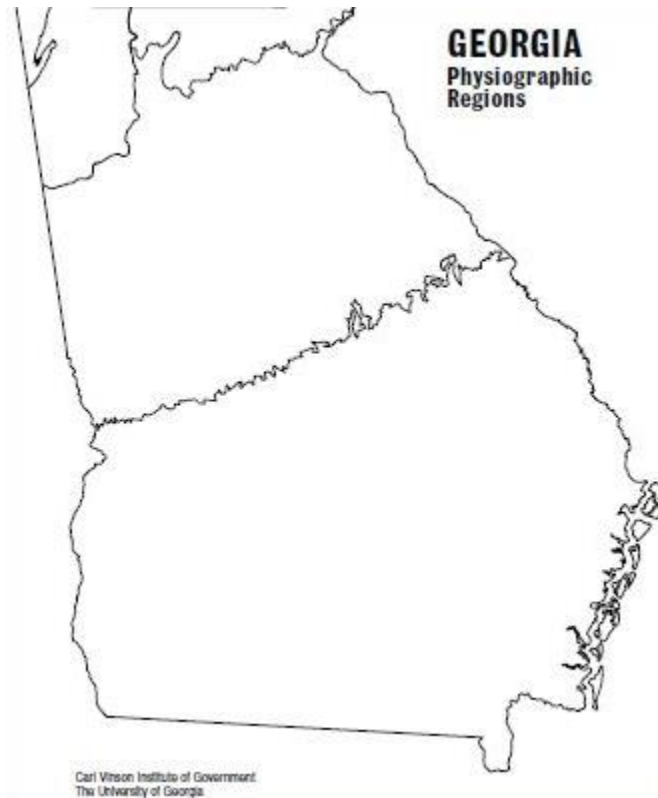 GEORGIA
Physiographic
Regions
Carl Vinson Institute of Government
The University of Georgia